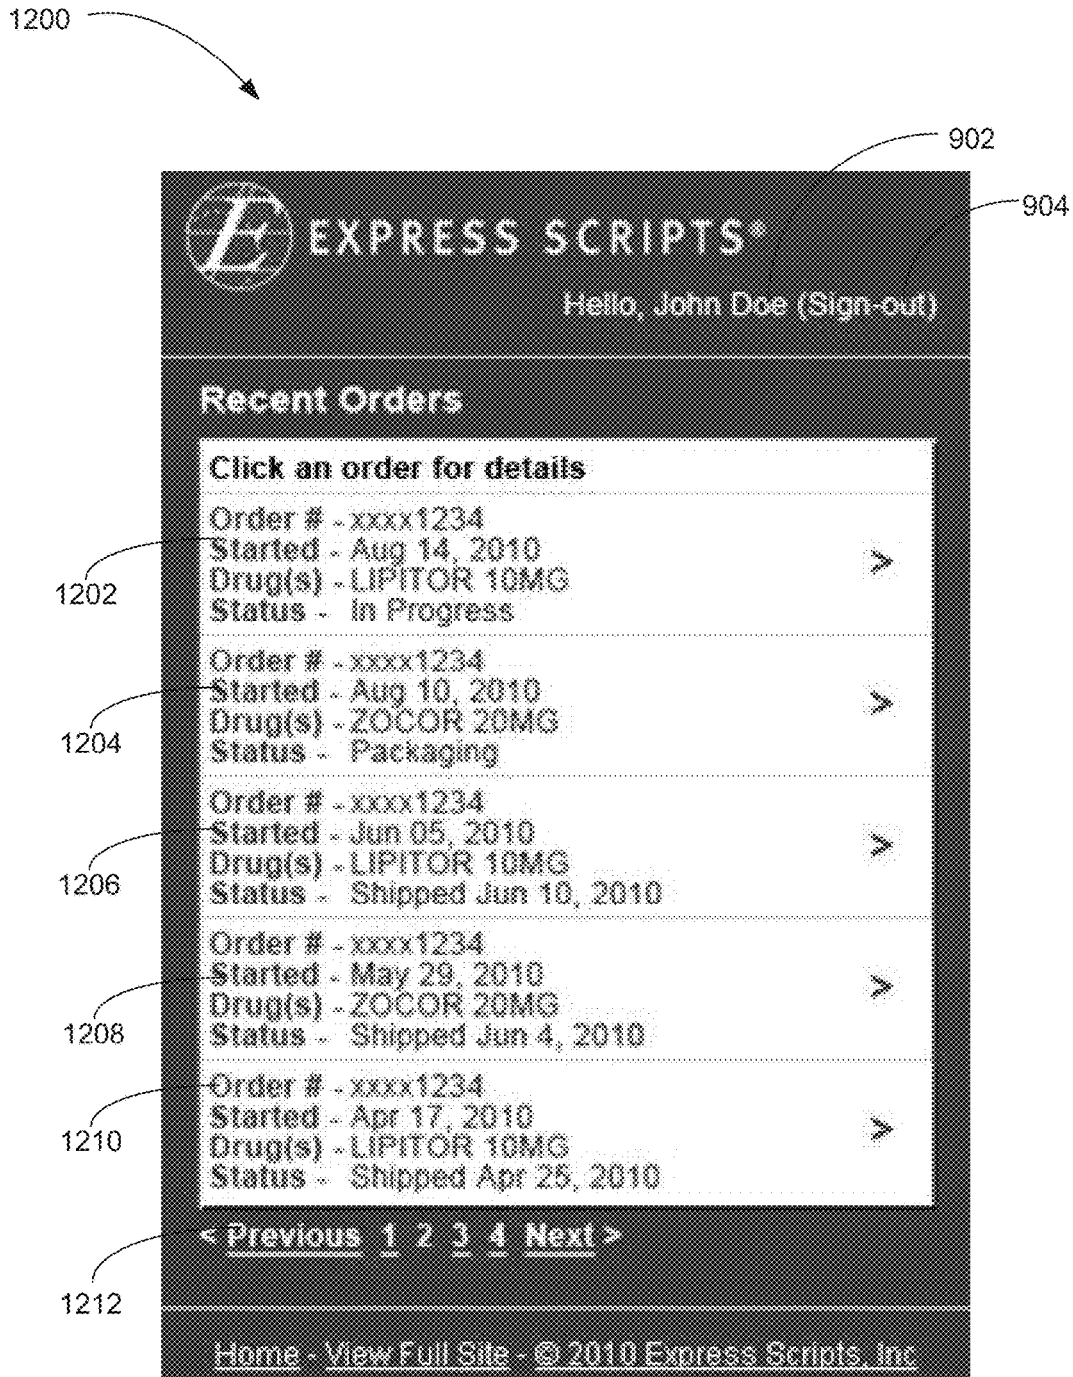 1200
902
904
E EXPRESS SCRIPTS®
Hello, John Doe (Sign-out)
Recent Orders
Click an order for details
Order # - xxxx1234
Started - Aug 14, 2010
>
1202
Drug(s) - LIPITOR 10MG
Status - In Progress
Order # - xxxx1234
Started - Aug 10, 2010
>
1204
Drug(s) - ZOCOR 20MG
Status - Packaging
Order # - xxxx1234
Started - Jun 05, 2010
>
1206
Drug(s) - LIPITOR 10MG
Status - Shipped Jun 10, 2010
Order # - xxxx1234
Started - May 29, 2010
>
1208
Drug(s) - ZOCOR 20MG
Status - Shipped Jun 4, 2010
Order # - xxxx1234
Started - Apr 17, 2010
>
1210
Drug(s) - LIPITOR 10MG
Status - Shipped Apr 25, 2010
< Previous 1 2 3 4 Next >
1212
Home - View Full Site - © 2010 Express Scripts, Inc